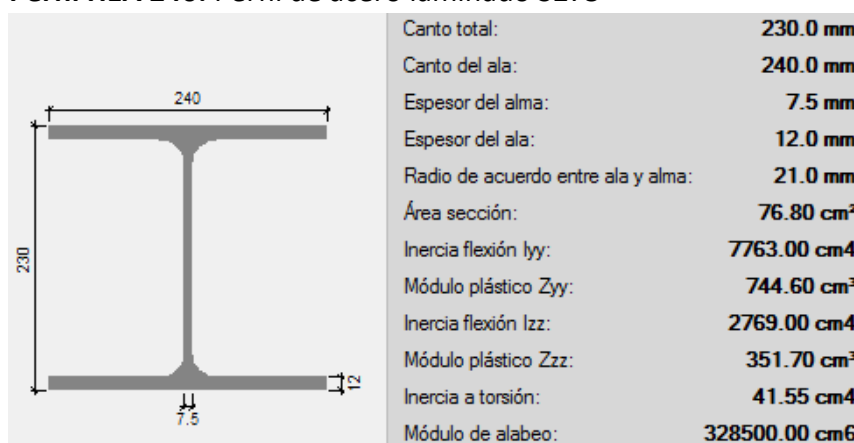 Canto total: 230.0 mm
Canto del ala: 240.0 mm
Espesor del alma: 7.5 mm
Espesor del ala: 12.0 mm
Radio de acuerdo entre ala y alma: 21.0 mm
Área sección: 76.80 cm²
Inercia flexión Iyy: 7763.00 cm4
Módulo plástico Zyy: 744.60 cm³
Inercia flexión Izz: 2769.00 cm4
Módulo plástico Zzz: 351.70 cm³
Inercia a torsión: 41.55 cm4
Módulo de alabeo: 328500.00 cm6
240
230
12
7.5